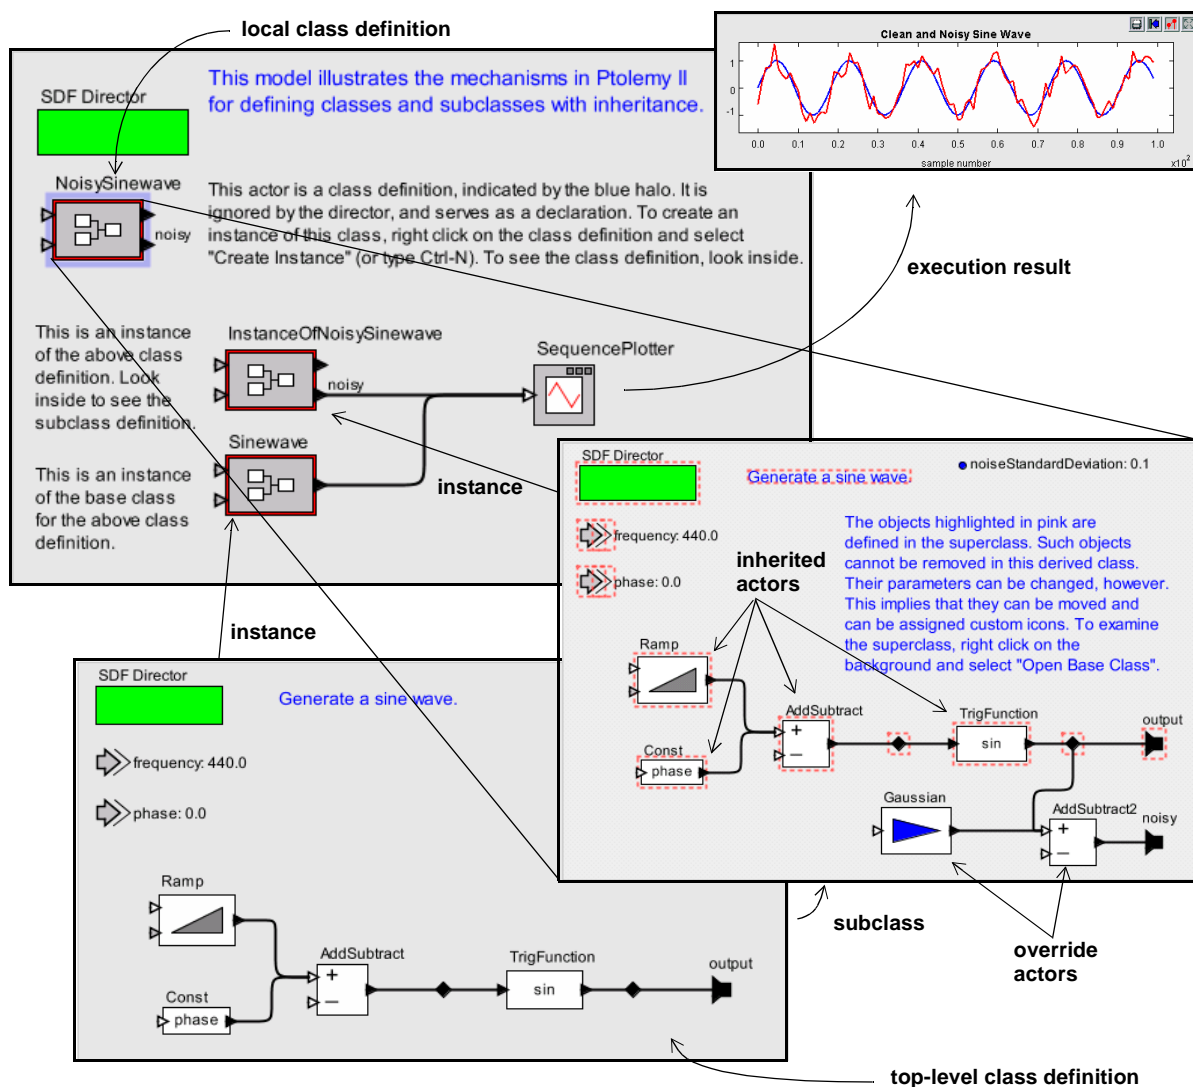 local class definition
This model illustrates the mechanisms in Ptolemy II
for defining classes and subclasses with inheritance.
SDF Director
NoisySinewave
noisy
This actor is a class definition, indicated by the blue halo. It is
ignored by the director, and serves as a declaration. To create an
instance of this class, right click on the class definition and select
"Create Instance" (or type Ctrl-N). To see the class definition, look inside.
This is an instance
of the above class
definition. Look
inside to see the
subclass definition.
InstanceOfNoisySinewave
noisy
SequencePlotter
Sinewave
This is an instance
of the base class
for the above class
definition.
instance
instance
Clean and Noisy Sine Wave
1
0
-1
0.0 0.1 0.2 0.3 0.4 0.5 0.6 0.7 0.8 0.9 1.0
sample number
x10^2
execution result
SDF Director
Generate a sine wave.
noiseStandardDeviation: 0.1
frequency: 440.0
phase: 0.0
The objects highlighted in pink are
defined in the superclass. Such objects
cannot be removed in this derived class.
Their parameters can be changed, however.
This implies that they can be moved and
can be assigned custom icons. To examine
the superclass, right click on the
background and select "Open Base Class".
inherited
actors
Ramp
Const
phase
AddSubtract
+
−
TrigFunction
sin
output
Gaussian
AddSubtract2
+
−
noisy
subclass
override
actors
SDF Director
Generate a sine wave.
frequency: 440.0
phase: 0.0
Ramp
Const
phase
AddSubtract
+
−
TrigFunction
sin
output
top-level class definition